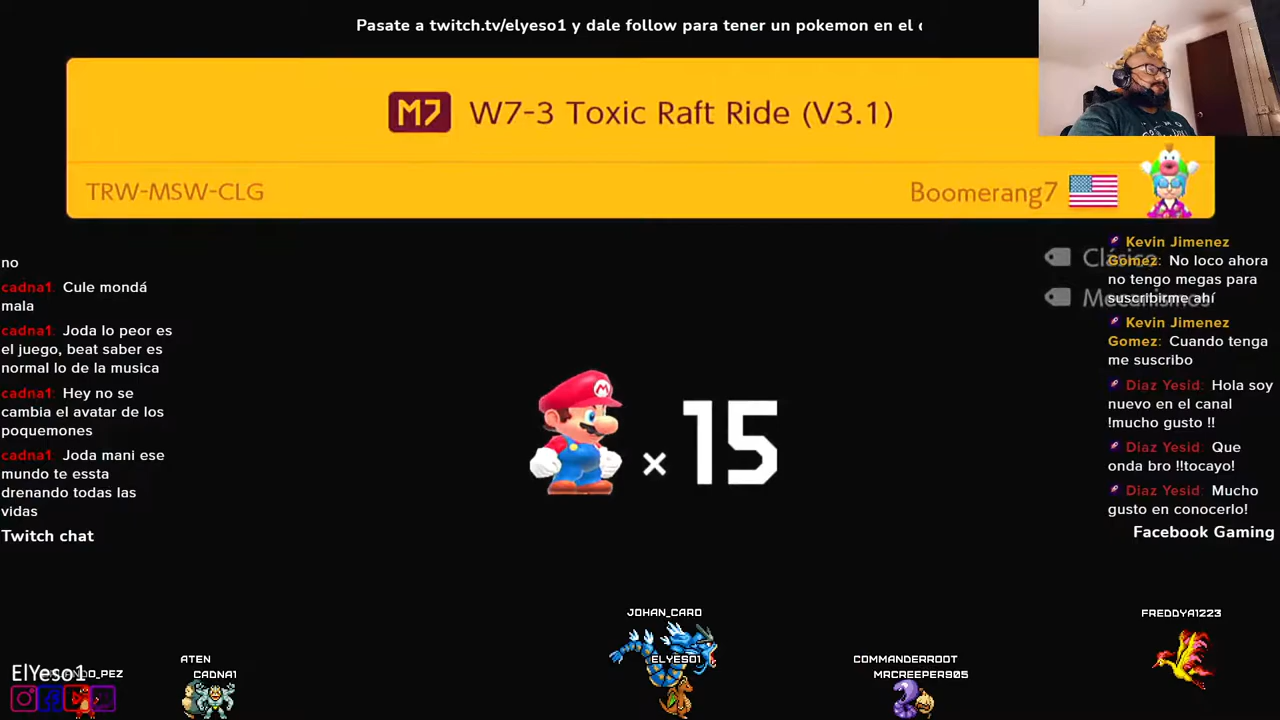 Pasate a twitch.tv/elyeso1 y dale follow para tener un pokemon en el c
M7 W7-3 Toxic Raft Ride (V3.1)
TRW-MSW-CLG
Boomerang7
no
cadna1: Cule mondá
mala
cadna1: Joda lo peor es
el juego, beat saber es
normal lo de la musica
cadna1: Hey no se
cambia el avatar de los
poquemones
cadna1: Joda mani ese
mundo te essta
drenando todas las
vidas
Twitch chat
Clásico
Mecanismos
Kevin Jimenez
Gomez: No loco ahora
no tengo megas para
suscribirme ahí
Kevin Jimenez
Gomez: Cuando tenga
me suscribo
Diaz Yesid: Hola soy
nuevo en el canal
!mucho gusto !!
Diaz Yesid: Que
onda bro !!tocayo!
Diaz Yesid: Mucho
gusto en conocerlo!
Facebook Gaming
× 15
JOHAN_CARO
ELYESO1
FREDDYA1223
ATEN
CADNA1
COMMANDERROOT
MACREEPER905
ElYeso1